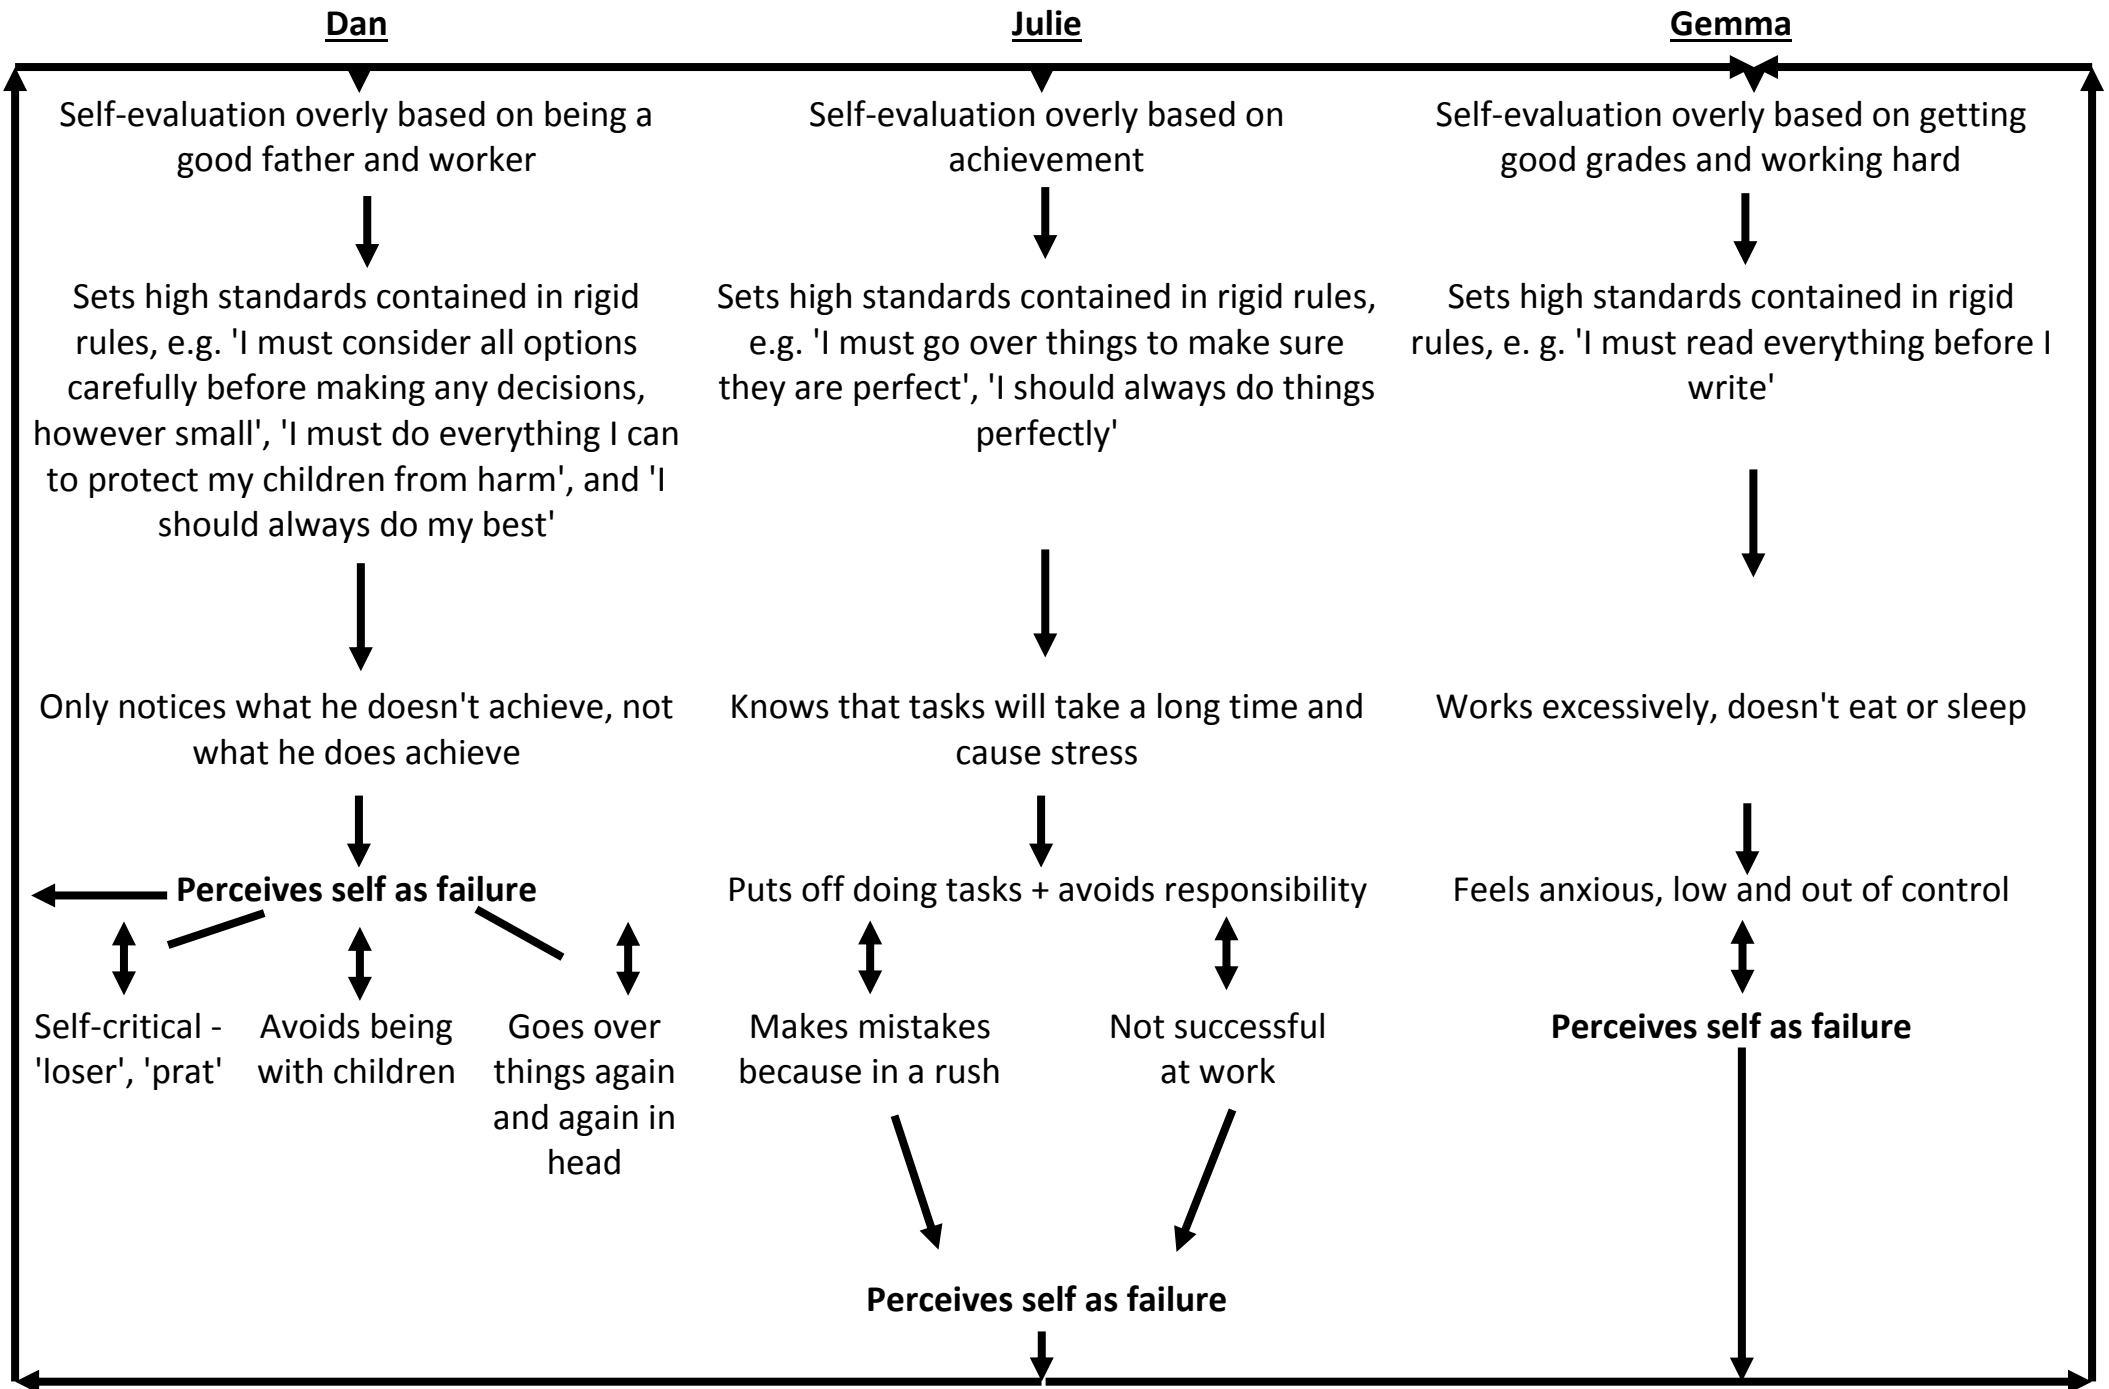 Dan
Julie
Gemma
Self-evaluation overly based on being a
good father and worker
Self-evaluation overly based on
achievement
Self-evaluation overly based on getting
good grades and working hard
Sets high standards contained in rigid
rules, e.g. 'I must consider all options
carefully before making any decisions,
however small', 'I must do everything I can
to protect my children from harm', and 'I
should always do my best'
Sets high standards contained in rigid rules,
e.g. 'I must go over things to make sure
they are perfect', 'I should always do things
perfectly'
Sets high standards contained in rigid
rules, e. g. 'I must read everything before I
write'
Only notices what he doesn't achieve, not
what he does achieve
Knows that tasks will take a long time and
cause stress
Works excessively, doesn't eat or sleep
Perceives self as failure
Puts off doing tasks + avoids responsibility
Feels anxious, low and out of control
Self-critical -
'loser', 'prat'
Avoids being
with children
Goes over
things again
and again in
head
Makes mistakes
because in a rush
Not successful
at work
Perceives self as failure
Perceives self as failure